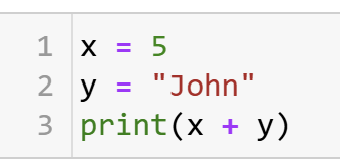 1 x = 5
2 y = "John"
3 print(x + y)